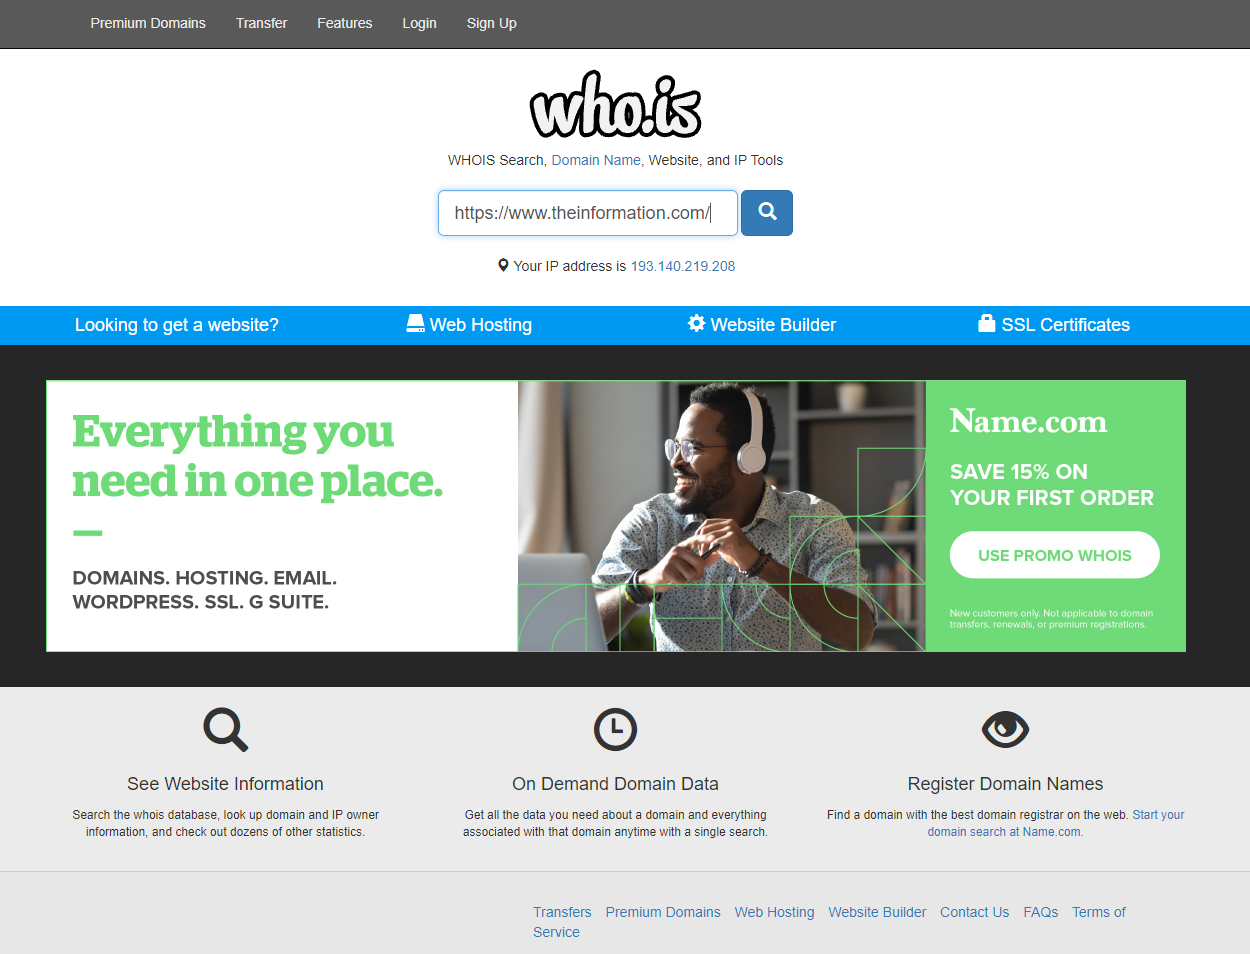 Premium Domains Transfer Features Login Sign Up
who.is
WHOIS Search, Domain Name, Website, and IP Tools
https://www.theinformation.com/
Your IP address is 193.140.219.208
Looking to get a website? Web Hosting Website Builder SSL Certificates
Everything you
need in one place.
DOMAINS. HOSTING. EMAIL.
WORDPRESS. SSL. G SUITE.
Name.com
SAVE 15% ON
YOUR FIRST ORDER
USE PROMO WHOIS
New customers only. Not applicable to domain
transfers, renewals, or premium registrations.
See Website Information
Search the whois database, look up domain and IP owner
information, and check out dozens of other statistics.
On Demand Domain Data
Get all the data you need about a domain and everything
associated with that domain anytime with a single search.
Register Domain Names
Find a domain with the best domain registrar on the web. Start your
domain search at Name.com.
Transfers Premium Domains Web Hosting Website Builder Contact Us FAQs Terms of
Service